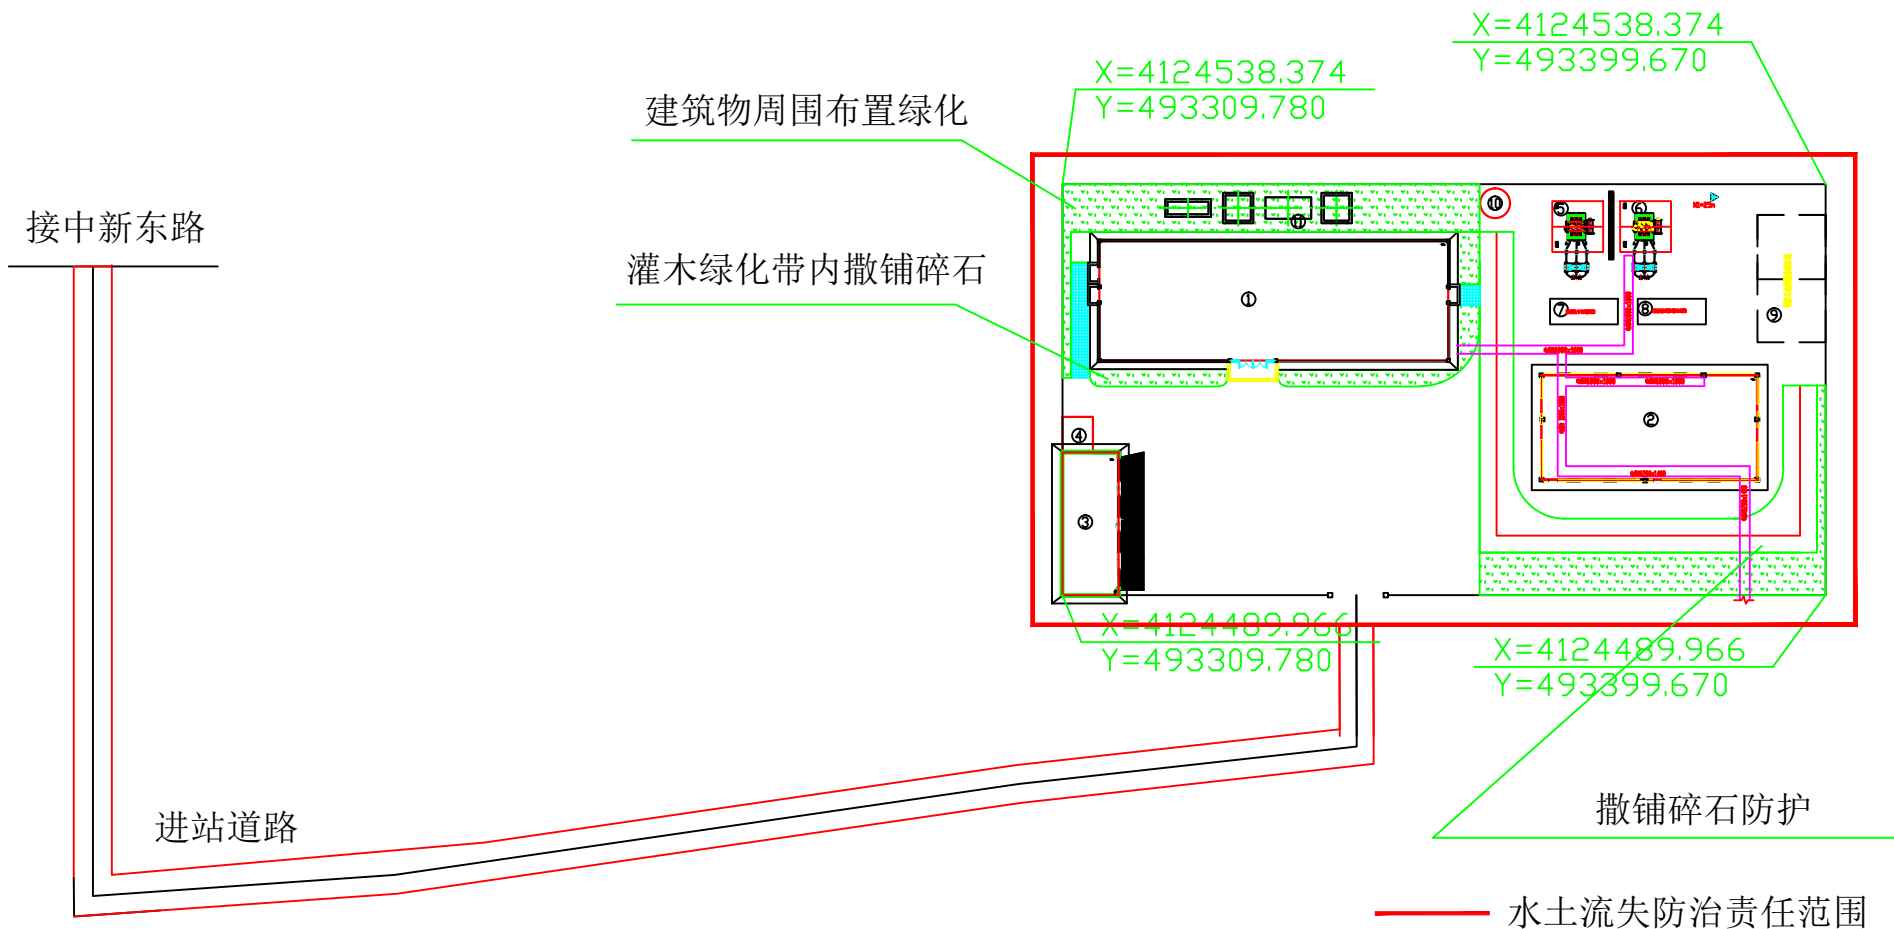 X=4124538.374
Y=493399.670
X=4124538.374
Y=493309.780
建筑物周围布置绿化
接中新东路
灌木绿化带内撒铺碎石
⑩
⑤
⑥
⑪
①
⑦
⑧
⑨
②
④
③
X=4124489.966
Y=493309.780
X=4124489.966
Y=493399.670
进站道路
撒铺碎石防护
水土流失防治责任范围